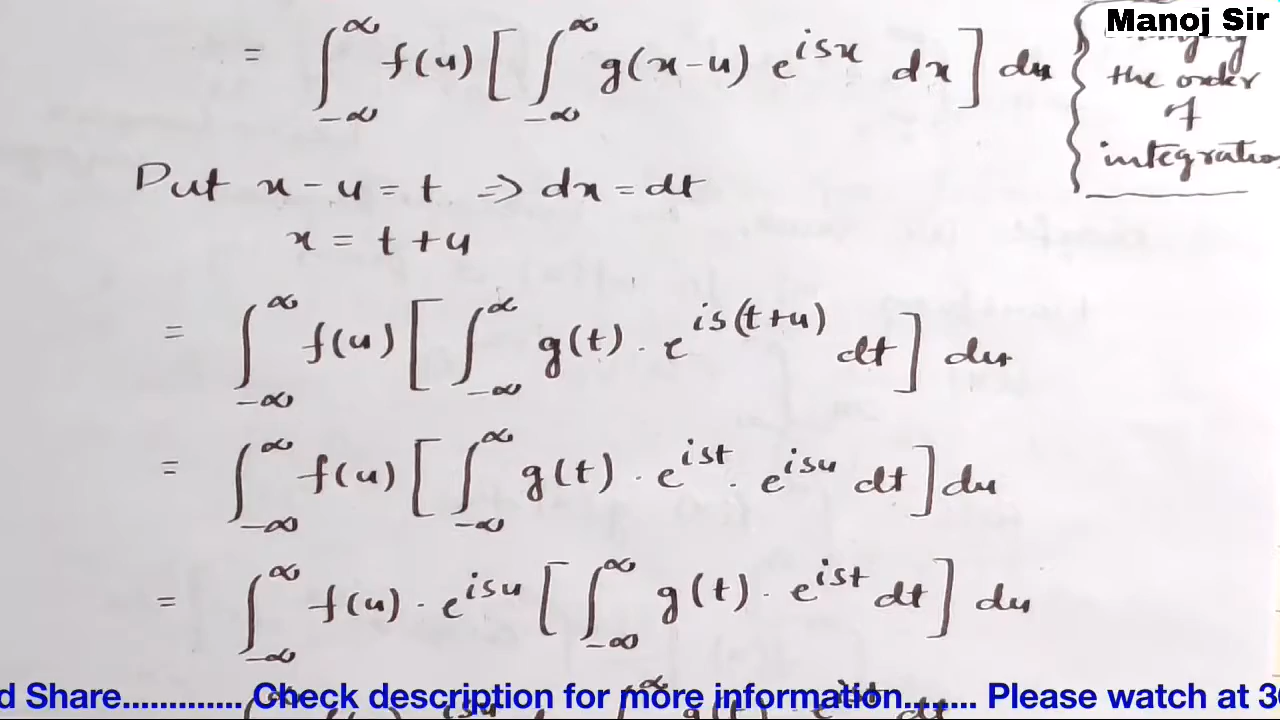 Manoj Sir
= ∫_{-∞}^{∞} f(u) [ ∫_{-∞}^{∞} g(x-u) e^{isx} dx ] du
the order
of
integration
Put x - u = t ⇒ dx = dt
x = t + u
= ∫_{-∞}^{∞} f(u) [ ∫_{-∞}^{∞} g(t) . e^{is(t+u)} dt ] du
= ∫_{-∞}^{∞} f(u) [ ∫_{-∞}^{∞} g(t) . e^{ist} . e^{isu} dt ] du
= ∫_{-∞}^{∞} f(u) . e^{isu} [ ∫_{-∞}^{∞} g(t) . e^{ist} dt ] du
d Share.............. Check description for more information........ Please watch at 3